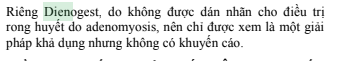 Riêng Dienogest, do không được dán nhãn cho điều trị
rong huyết do adenomyosis, nên chỉ được xem là một giải
pháp khả dụng nhưng không có khuyến cáo.